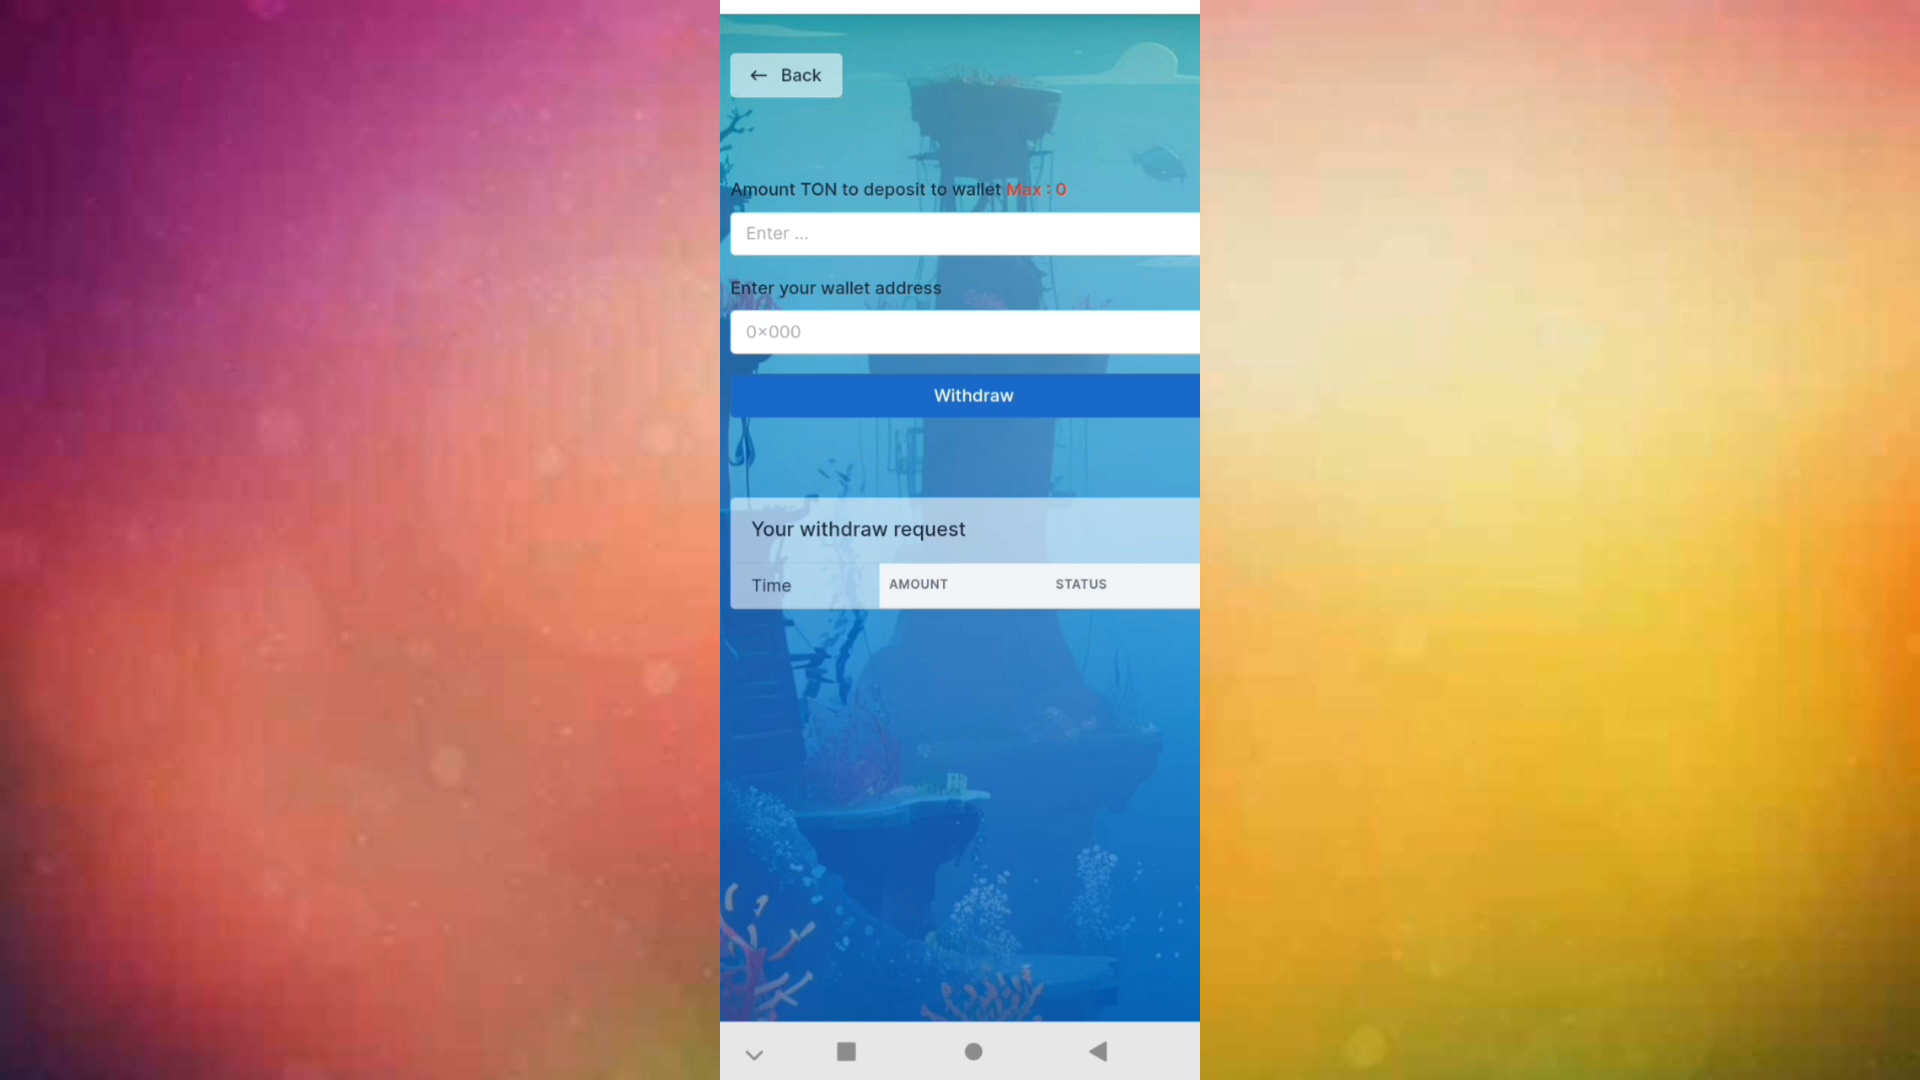 ← Back
Amount TON to deposit to wallet Max : 0
Enter ...
Enter your wallet address
0×000
Withdraw
Your withdraw request
Time AMOUNT STATUS